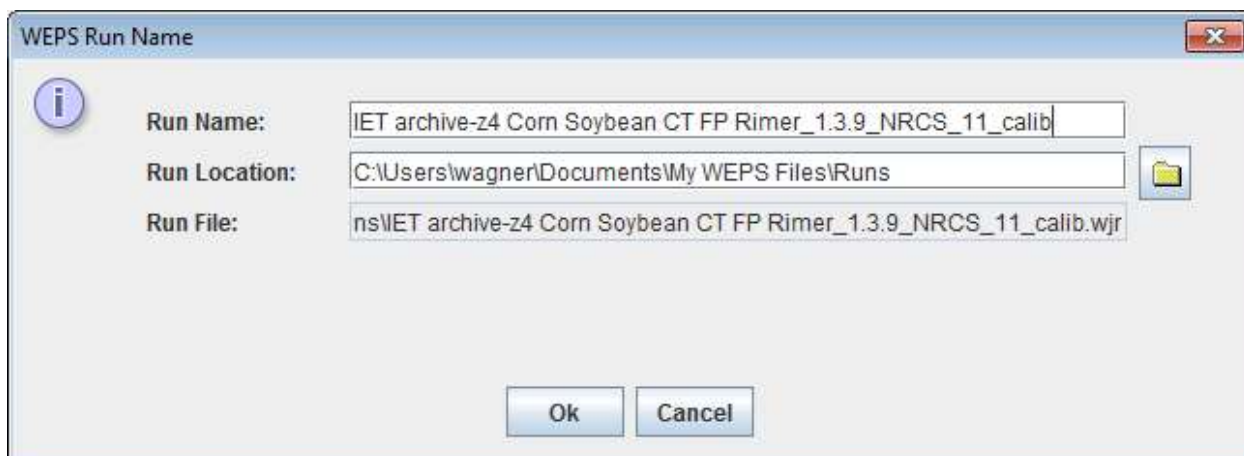 WEPS Run Name
Run Name: IET archive-z4 Corn Soybean CT FP Rimer_1.3.9_NRCS_11_calib
Run Location: C:\Users\wagner\Documents\My WEPS Files\Runs
Run File: ns\IET archive-z4 Corn Soybean CT FP Rimer_1.3.9_NRCS_11_calib.wjr
Ok Cancel